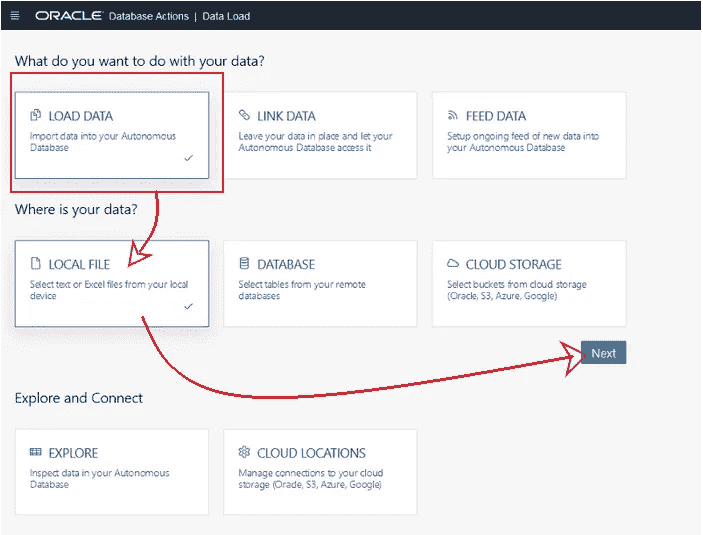 ORACLE Database Actions | Data Load
What do you want to do with your data?
LOAD DATA
Import data into your Autonomous
Database
LINK DATA
Leave your data in place and let your
Autonomous Database access it
FEED DATA
Setup ongoing feed of new data into
your Autonomous Database
Where is your data?
LOCAL FILE
Select text or Excel files from your local
device
DATABASE
Select tables from your remote
databases
CLOUD STORAGE
Select buckets from cloud storage
(Oracle, S3, Azure, Google)
Next
Explore and Connect
EXPLORE
Inspect data in your Autonomous
Database
CLOUD LOCATIONS
Manage connections to your cloud
storage (Oracle, S3, Azure, Google)